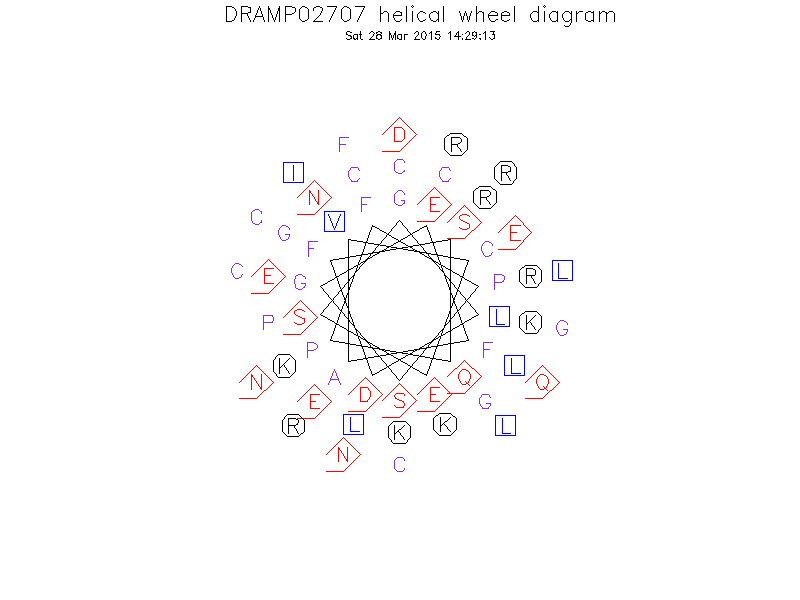 DRAMP02707 helical wheel diagram
Sat 28 Mar 2015 14:29:13
D
F R
C
I C C R
N F G E R
C V S
G E
F C
C E G P R L
P S L K G
P F
K L
N A Q Q
E D S E G
R L K K L
N
C